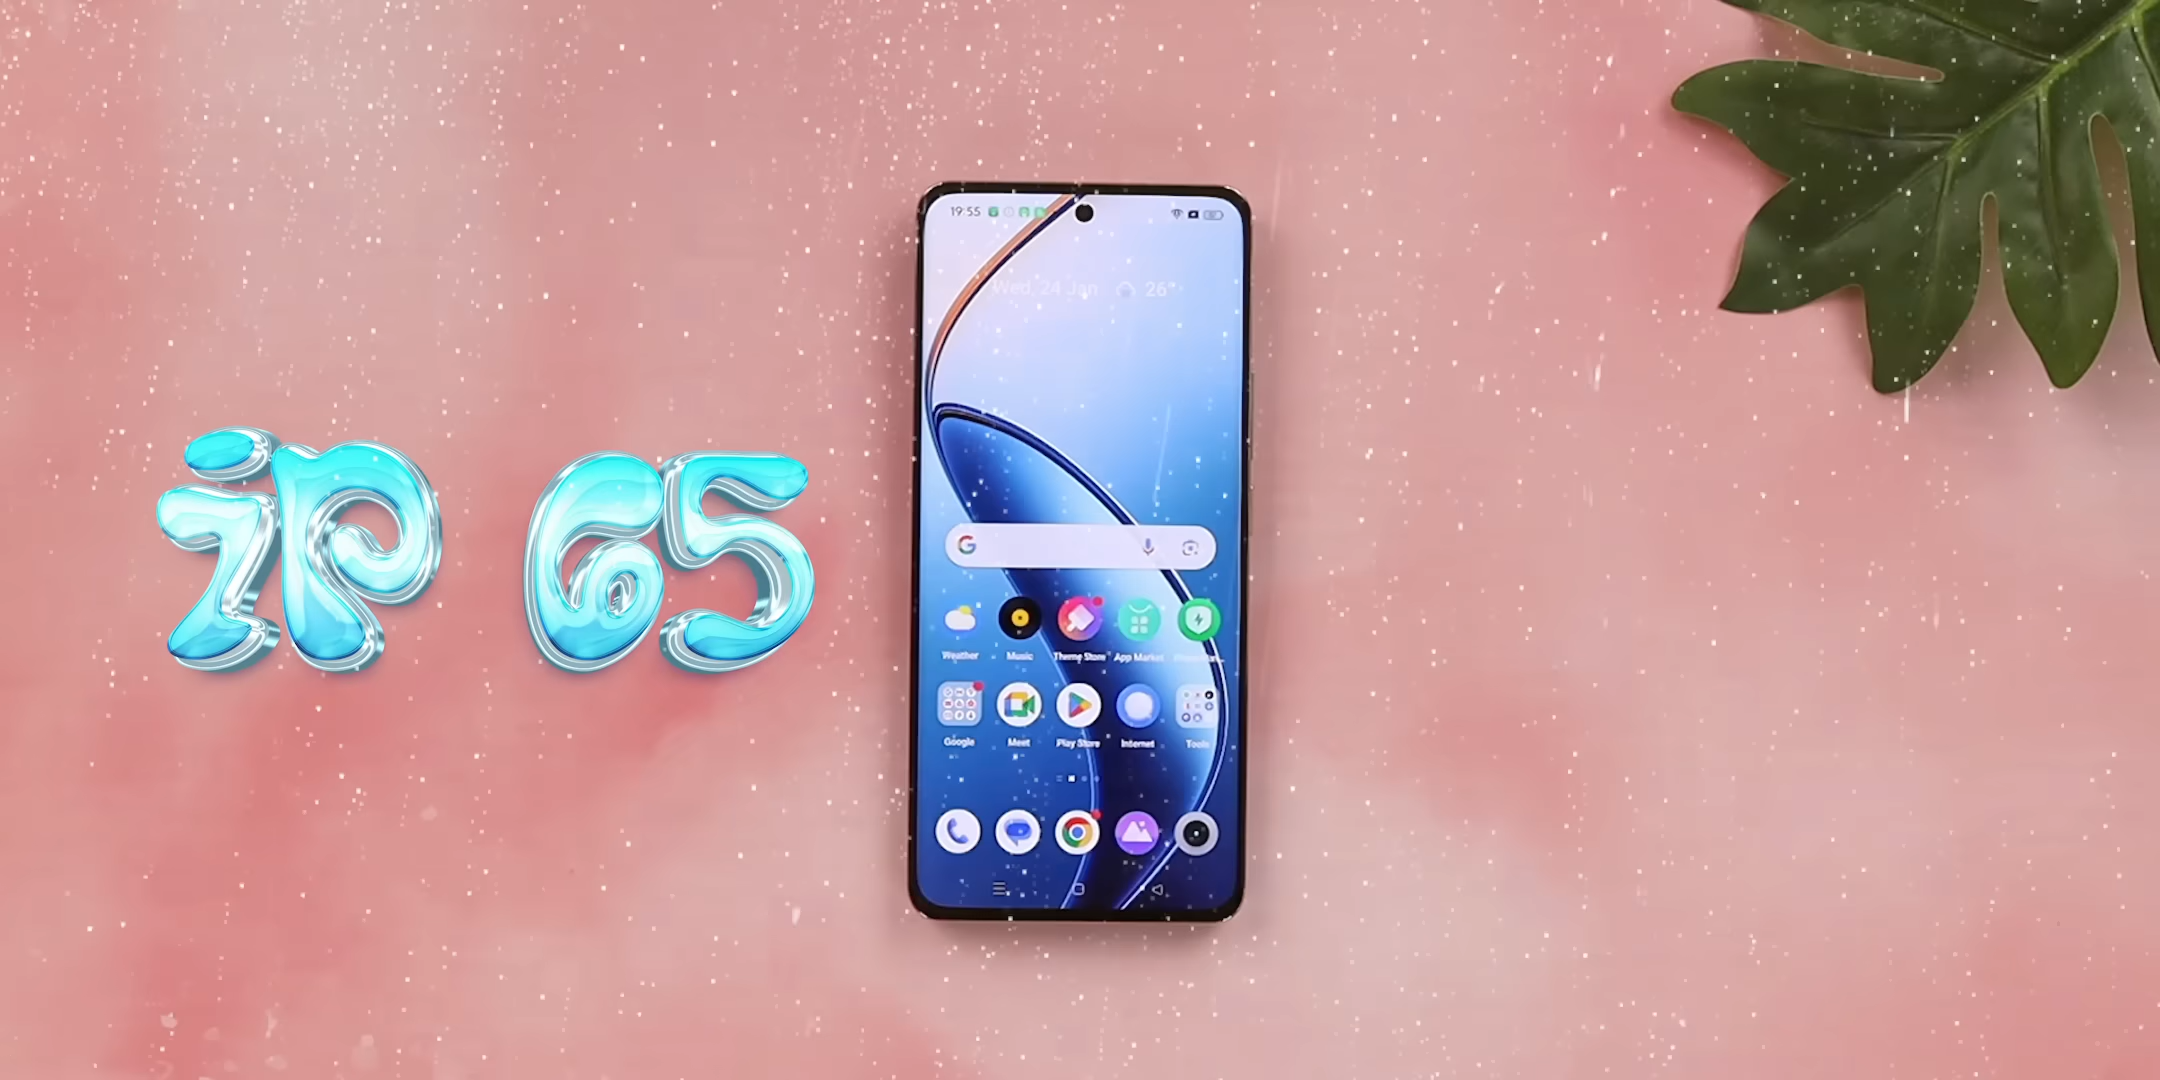 iP 65
19:55
Wed, 24 Jan 26°
Weather Music Theme Store App Market
Google Meet Play Store Internet Tools